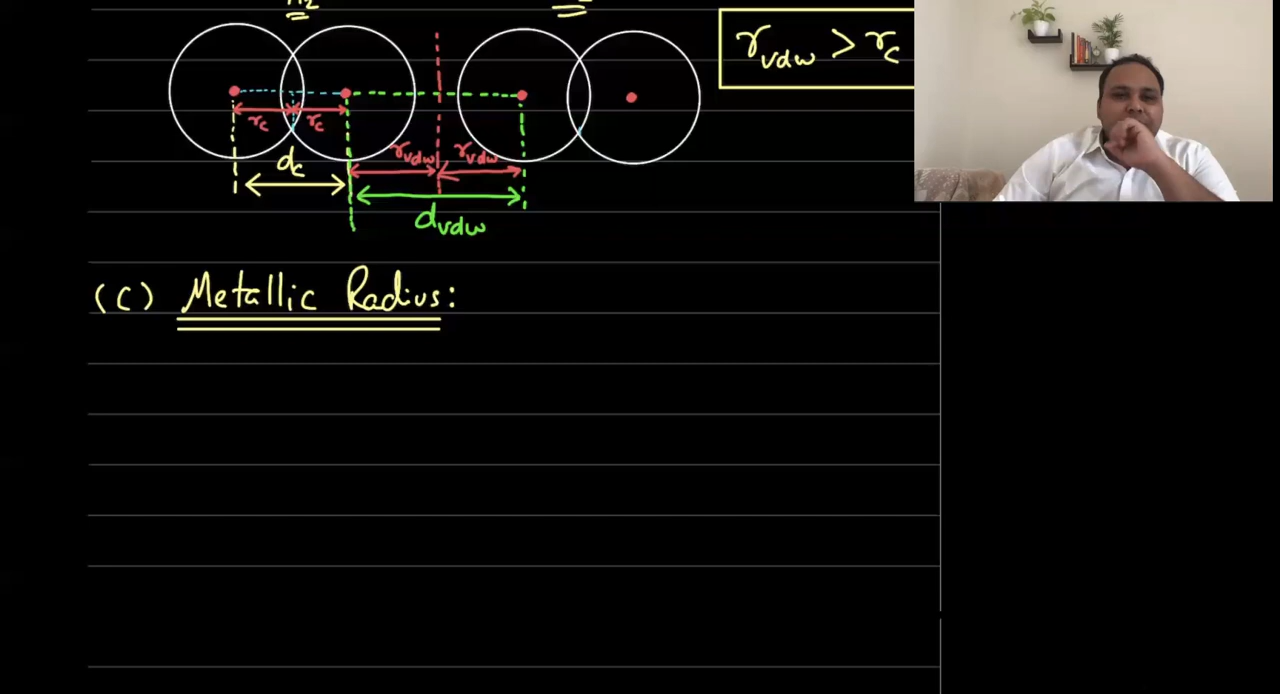 r_vdw > r_c
r_c r_c
r_vdw r_vdw
d_c
d_vdw
(C) Metallic Radius: